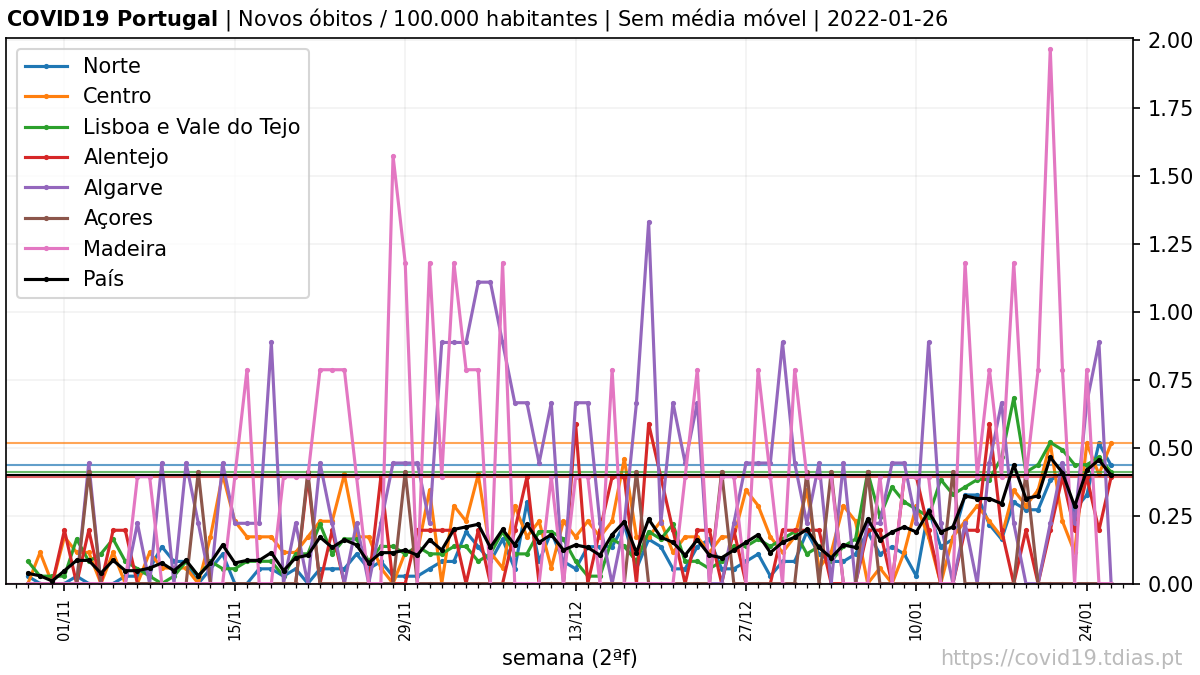 COVID19 Portugal | Novos óbitos / 100.000 habitantes | Sem média móvel | 2022-01-26
Norte
Centro
Lisboa e Vale do Tejo
Alentejo
Algarve
Açores
Madeira
País
2.00
1.75
1.50
1.25
1.00
0.75
0.50
0.25
0.00
01/11
15/11
29/11
13/12
27/12
10/01
24/01
semana (2ªf)
https://covid19.tdias.pt